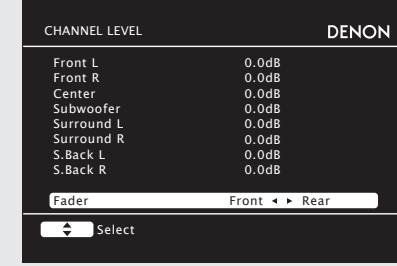 CHANNEL LEVEL DENON
Front L 0.0dB
Front R 0.0dB
Center 0.0dB
Subwoofer 0.0dB
Surround L 0.0dB
Surround R 0.0dB
S.Back L 0.0dB
S.Back R 0.0dB
Fader Front ◄ ► Rear
Select